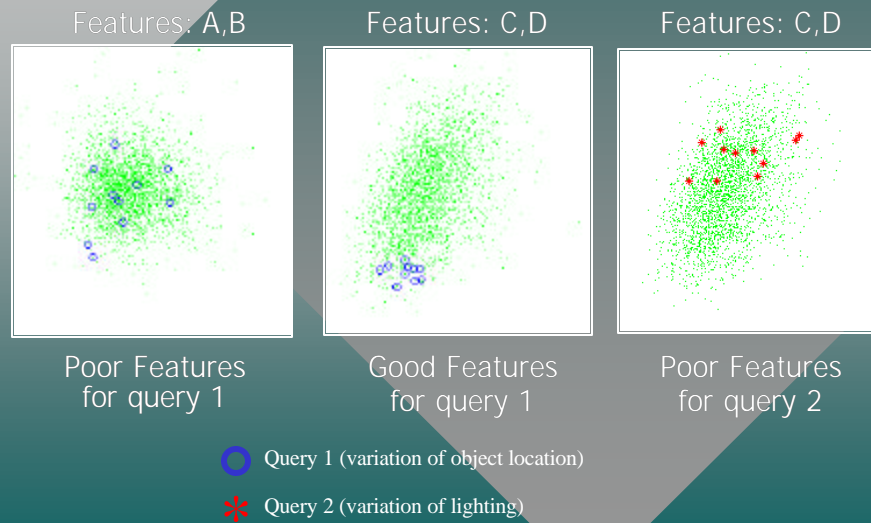 Features: A,B
Features: C,D
Features: C,D
Poor Features
for query 1
Good Features
for query 1
Poor Features
for query 2
Query 1 (variation of object location)
Query 2 (variation of lighting)